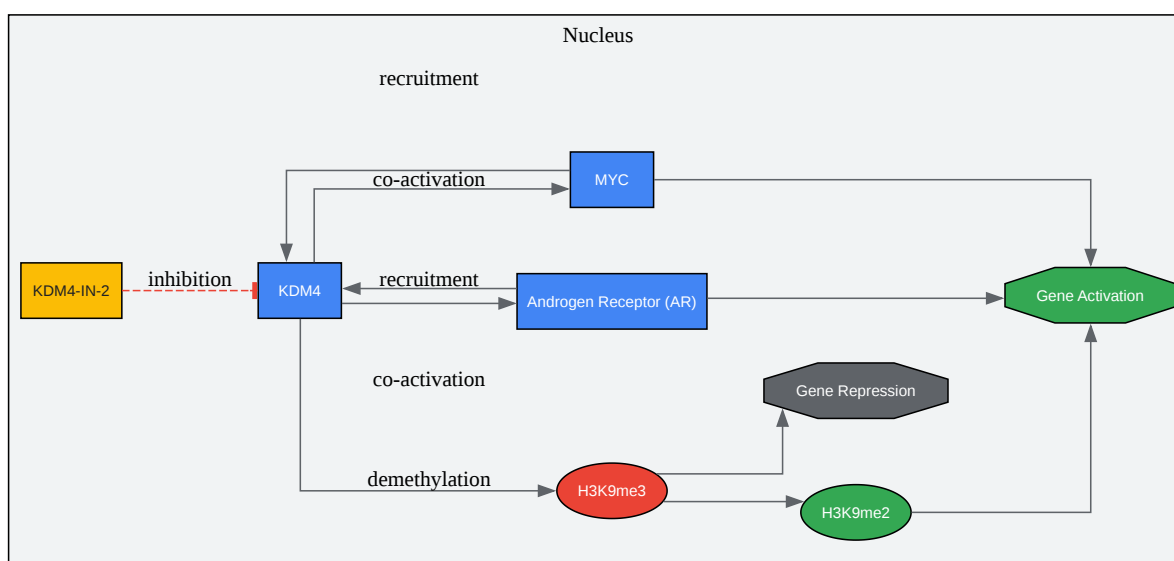 Nucleus
recruitment
co-activation
MYC
KDM4-IN-2
inhibition
KDM4
recruitment
Androgen Receptor (AR)
Gene Activation
co-activation
Gene Repression
demethylation
H3K9me3
H3K9me2